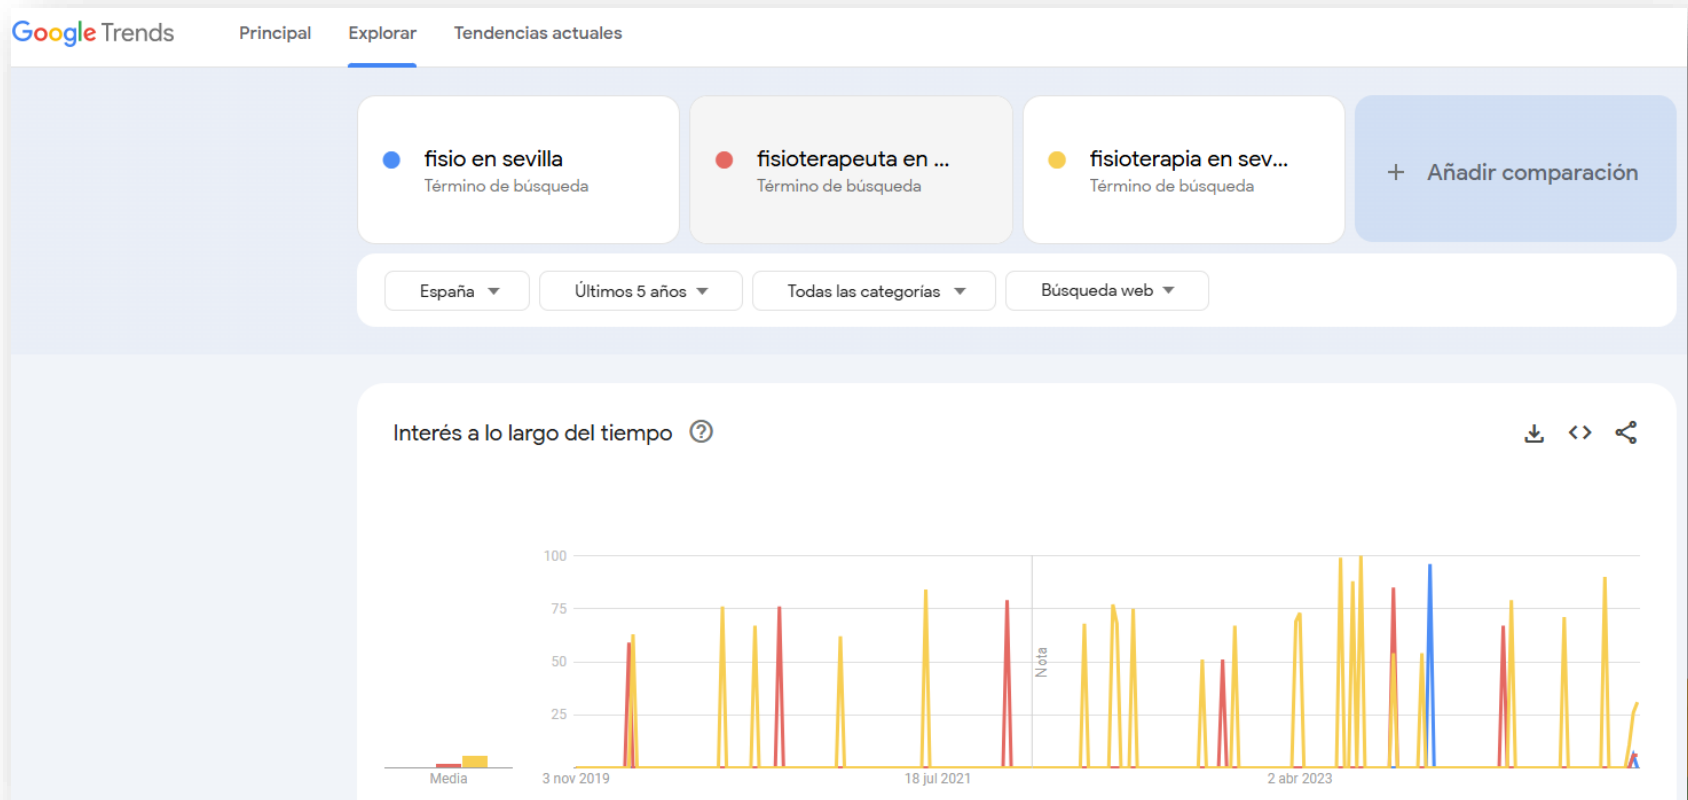 Google Trends Principal Explorar Tendencias actuales
fisio en sevilla
Término de búsqueda
fisioterapeuta en ...
Término de búsqueda
fisioterapia en sev...
Término de búsqueda
+ Añadir comparación
España Últimos 5 años Todas las categorías Búsqueda web
Interés a lo largo del tiempo
100
75
50
25
Nota
Media
3 nov 2019 18 jul 2021 2 abr 2023